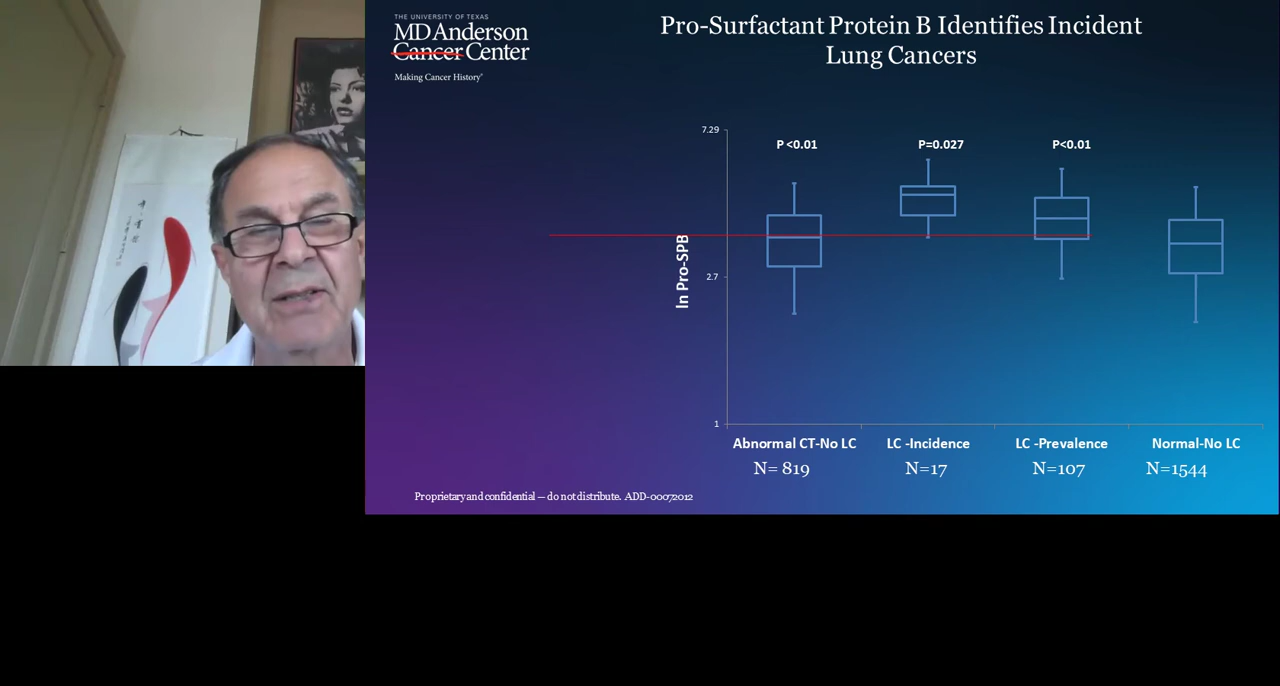 THE UNIVERSITY OF TEXAS
MD Anderson
Cancer Center
Making Cancer History®
Pro-Surfactant Protein B Identifies Incident
Lung Cancers
7.29
2.7
1
ln Pro-SPB
P <0.01
P=0.027
P<0.01
Abnormal CT-No LC
LC -Incidence
LC -Prevalence
Normal-No LC
N= 819
N=17
N=107
N=1544
Proprietary and confidential — do not distribute. ADD-00072012